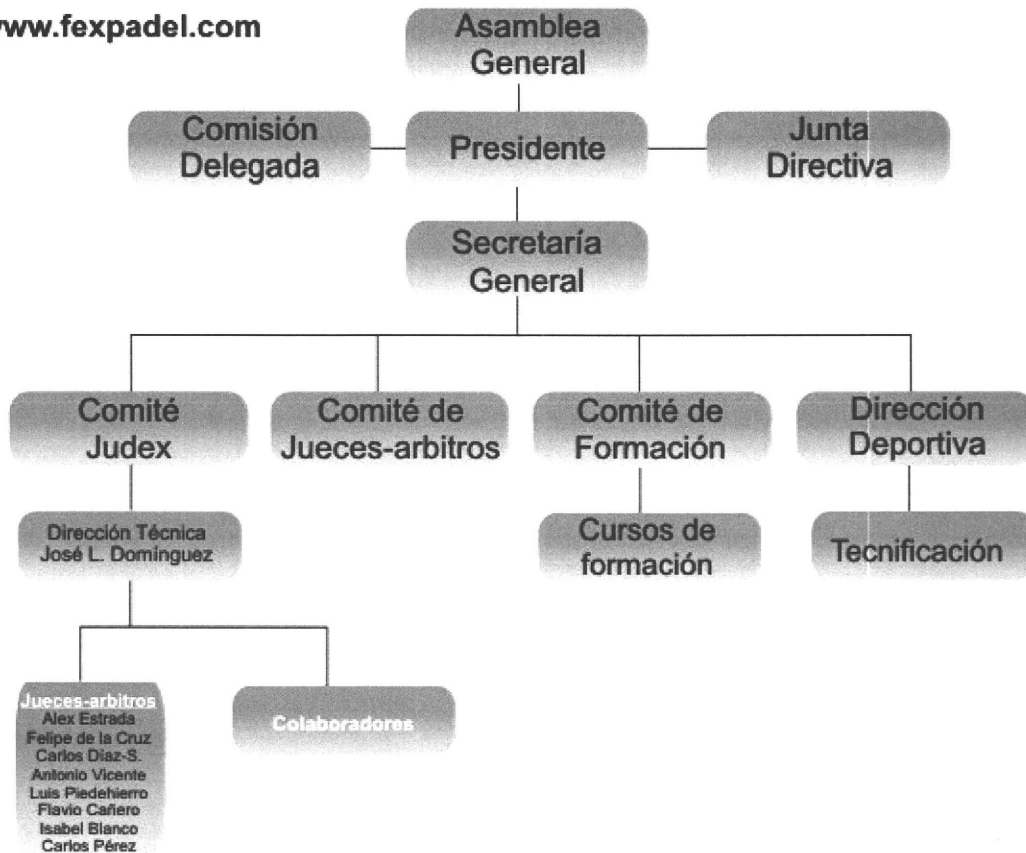 www.fexpadel.com
Asamblea
General
Comisión
Delegada
Presidente
Junta
Directiva
Secretaría
General
Comité
Judex
Comité de
Jueces-arbitros
Comité de
Formación
Dirección
Deportiva
Dirección Técnica
José L. Domínguez
Cursos de
formación
Tecnificación
Jueces-arbitros
Alex Estrada
Felipe de la Cruz
Carlos Díaz-S.
Antonio Vicente
Luis Piedehierro
Flavio Cañero
Isabel Blanco
Carlos Pérez
Colaboradores